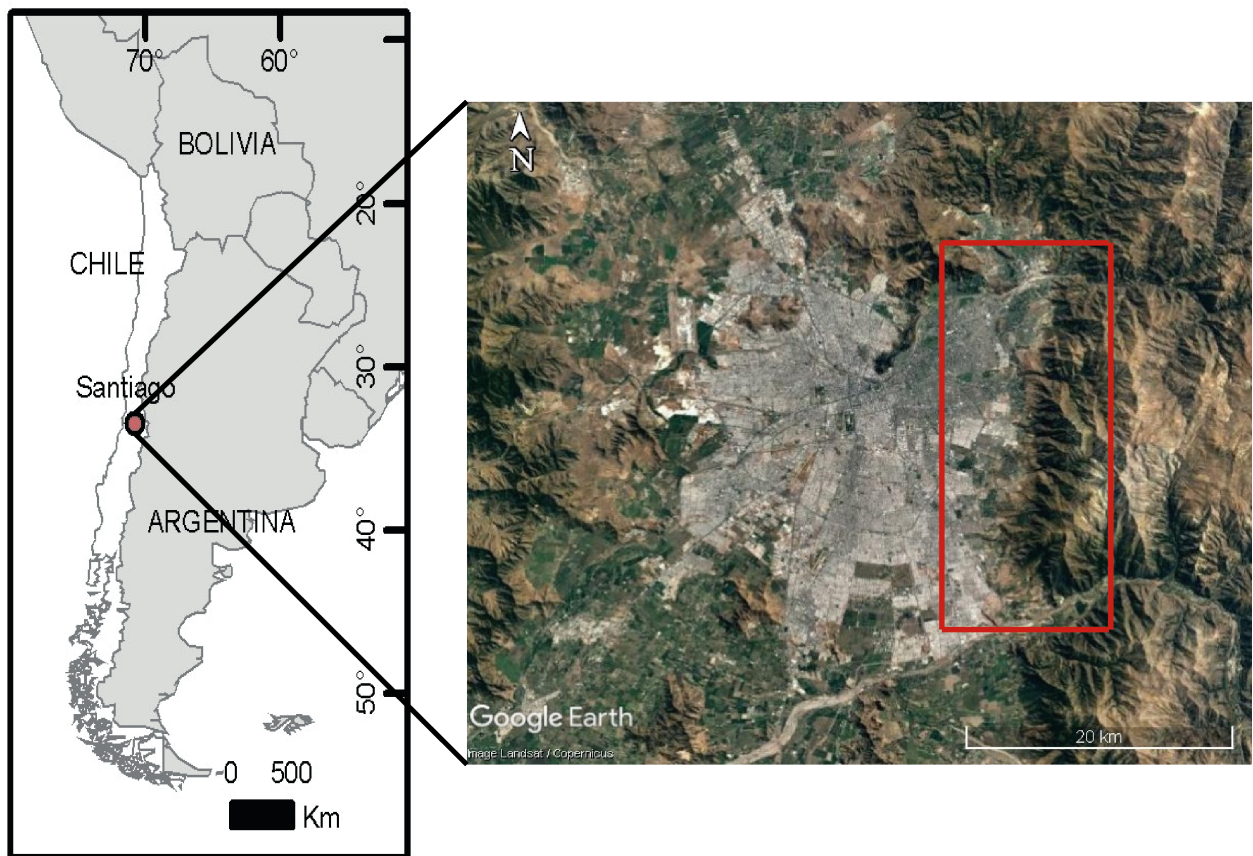 70°
60°
BOLIVIA
20°
CHILE
30°
Santiago
ARGENTINA
40°
50°
0
500
Km
N
Google Earth
mage Landsat / Copernicus
20 km